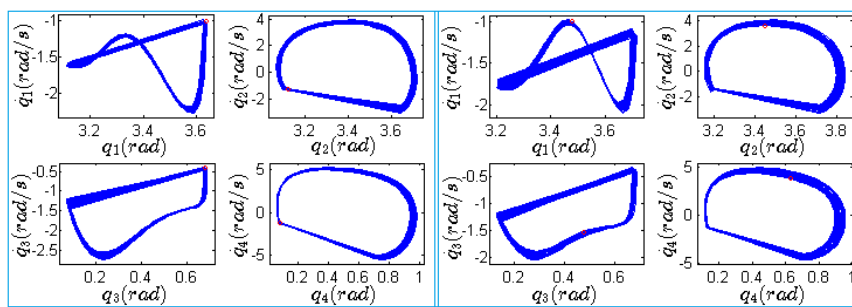 -1 -1.5 -2 3.2 3.4 3.6 q̇1(rad/s) q1(rad)
4 2 0 -2 3.2 3.4 3.6 q̇2(rad/s) q2(rad)
-1 -1.5 -2 3.2 3.4 3.6 q̇1(rad/s) q1(rad)
4 2 0 -2 3.2 3.4 3.6 3.8 q̇2(rad/s) q2(rad)
-0.5 -1 -1.5 -2 -2.5 0.2 0.4 0.6 q̇3(rad/s) q3(rad)
5 0 -5 0.2 0.4 0.6 0.8 1 q̇4(rad/s) q4(rad)
-0.5 -1 -1.5 -2 0.2 0.4 0.6 q̇3(rad/s) q3(rad)
5 0 -5 0.2 0.4 0.6 0.8 1 q̇4(rad/s) q4(rad)